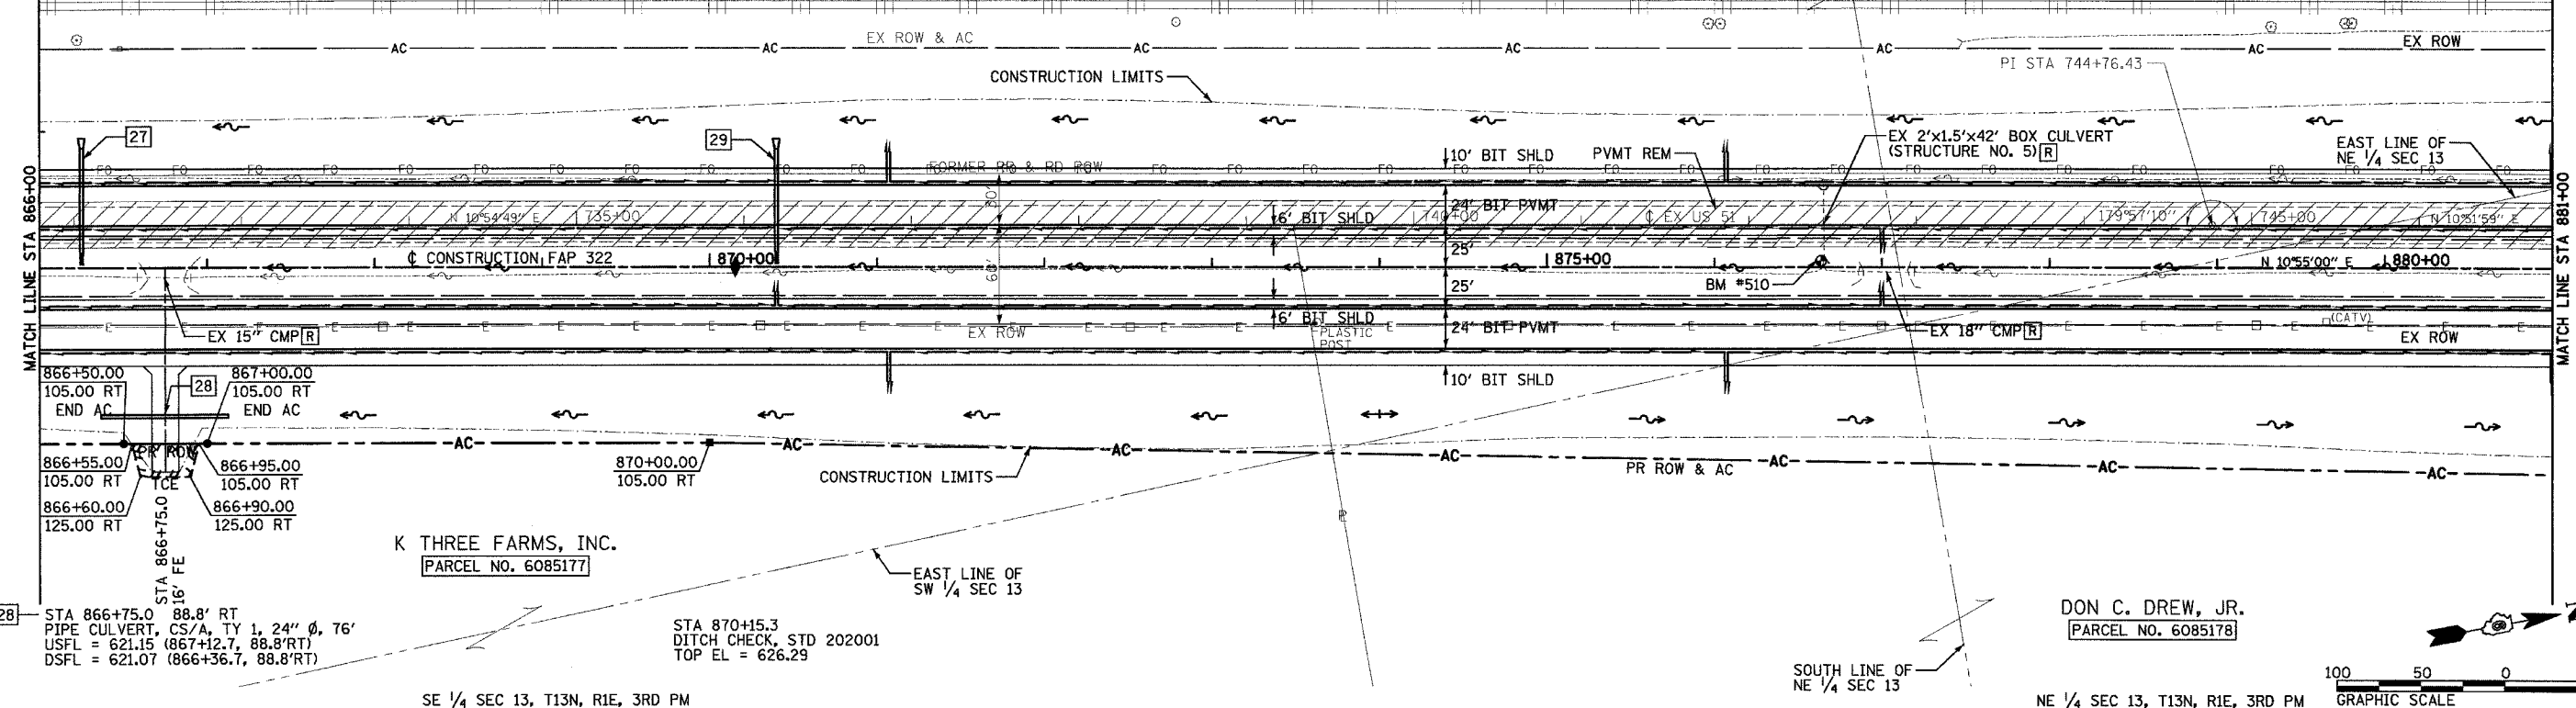 EX ROW & AC
AC AC AC AC AC AC
EX ROW
CONSTRUCTION LIMITS
PI STA 744+76.43
27
29
EX 2'x1.5'x42' BOX CULVERT
(STRUCTURE NO. 5) R
EAST LINE OF
NE 1/4 SEC 13
10' BIT SHLD
PVMT REM
FORMER RR & RD ROW
MATCH LILNE STA 866+00
MATCH LINE STA 881+00
30'
24' BIT PVMT
N 10°54'49" E
735+00
6' BIT SHLD
740+00
℄ EX US 51
179°57'10"
745+00
N 10°51'59" E
25'
℄ CONSTRUCTION FAP 322
870+00
875+00
N 10°55'00" E
880+00
60'
25'
BM #510
6' BIT SHLD
24' BIT PVMT
EX 15" CMP R
EX ROW
PLASTIC
POST
EX 18" CMP R
(CATV)
EX ROW
866+50.00
105.00 RT
END AC
28
867+00.00
105.00 RT
END AC
10' BIT SHLD
AC AC AC AC AC AC AC
PR ROW
866+55.00
105.00 RT
866+95.00
105.00 RT
TCE
870+00.00
105.00 RT
CONSTRUCTION LIMITS
PR ROW & AC
866+60.00
125.00 RT
866+90.00
125.00 RT
STA 866+75.0
16' FE
K THREE FARMS, INC.
PARCEL NO. 6085177
EAST LINE OF
SW 1/4 SEC 13
28
STA 866+75.0 88.8' RT
PIPE CULVERT, CS/A, TY 1, 24" Ø, 76'
USFL = 621.15 (867+12.7, 88.8'RT)
DSFL = 621.07 (866+36.7, 88.8'RT)
STA 870+15.3
DITCH CHECK, STD 202001
TOP EL = 626.29
DON C. DREW, JR.
PARCEL NO. 6085178
SOUTH LINE OF
NE 1/4 SEC 13
SE 1/4 SEC 13, T13N, R1E, 3RD PM
NE 1/4 SEC 13, T13N, R1E, 3RD PM
100 50 0
GRAPHIC SCALE